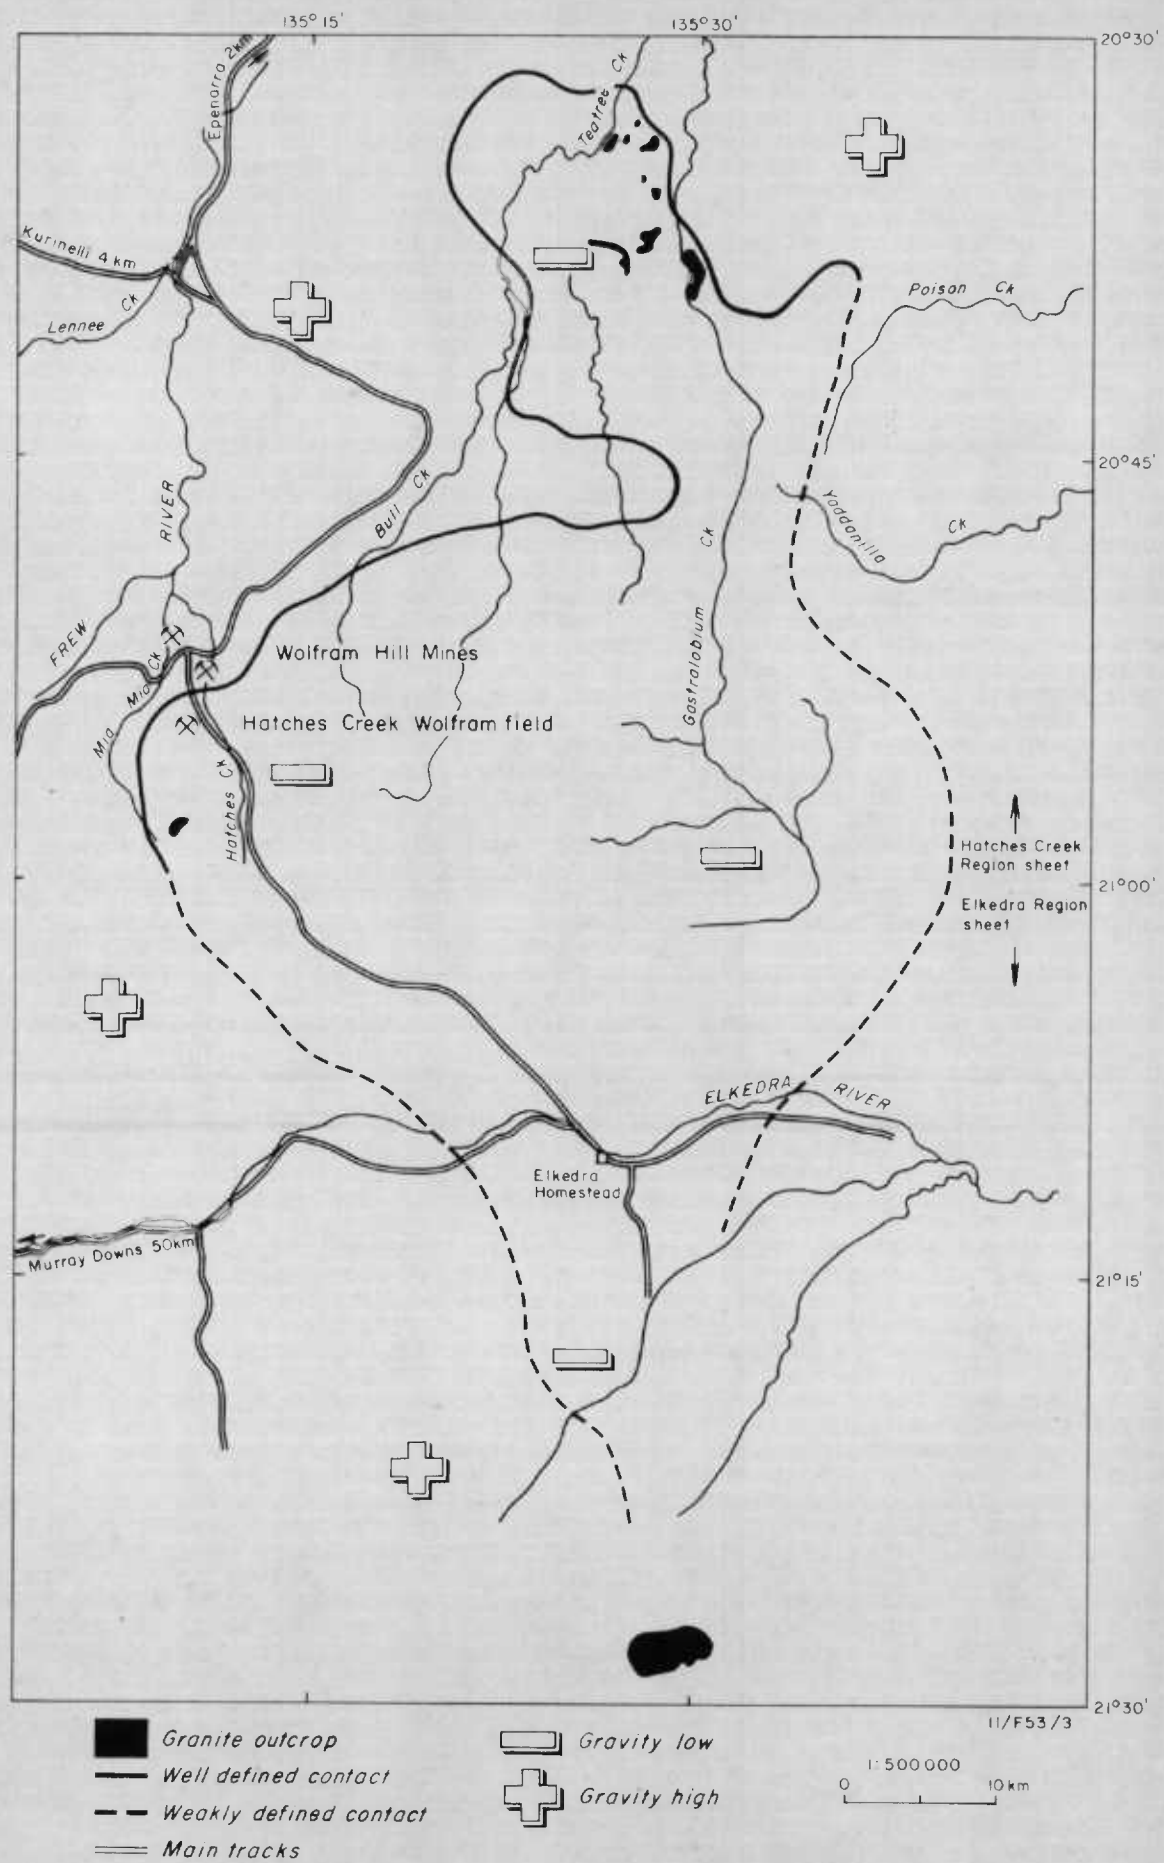 135°15'
135°30'
20°30'
Epenarra 2km
Teatree Ck
Kurinelli 4 km
Lennee Ck
Poison Ck
20°45'
Bull Ck
RIVER
Yaddanilla Ck
Ck
FREW
Wolfram Hill Mines
Gastralobium
Mia Mia Ck
Hatches Creek Wolfram field
Hatches Ck
Hatches Creek
Region sheet
21°00'
Elkedra Region
sheet
ELKEDRA RIVER
Elkedra
Homestead
Murray Downs 50km
21°15'
21°30'
11/F53/3
Granite outcrop
Gravity low
Well defined contact
1:500 000
Gravity high
0 10 km
Weakly defined contact
Main tracks